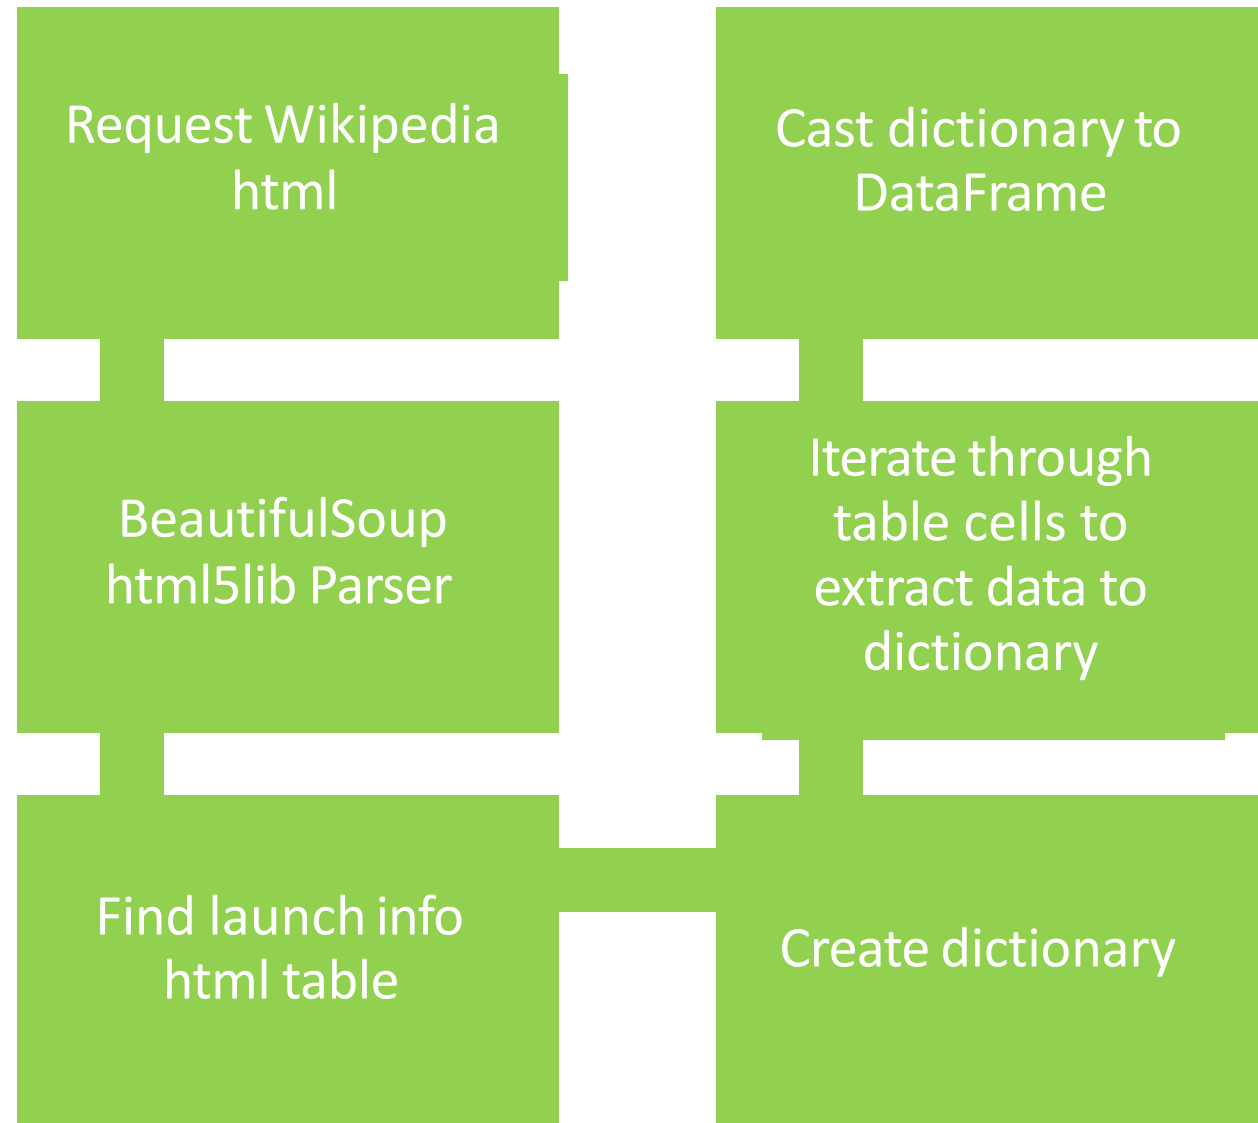 Request Wikipedia
html
BeautifulSoup
html5lib Parser
Find launch info
html table
Create dictionary
Iterate through
table cells to
extract data to
dictionary
Cast dictionary to
DataFrame